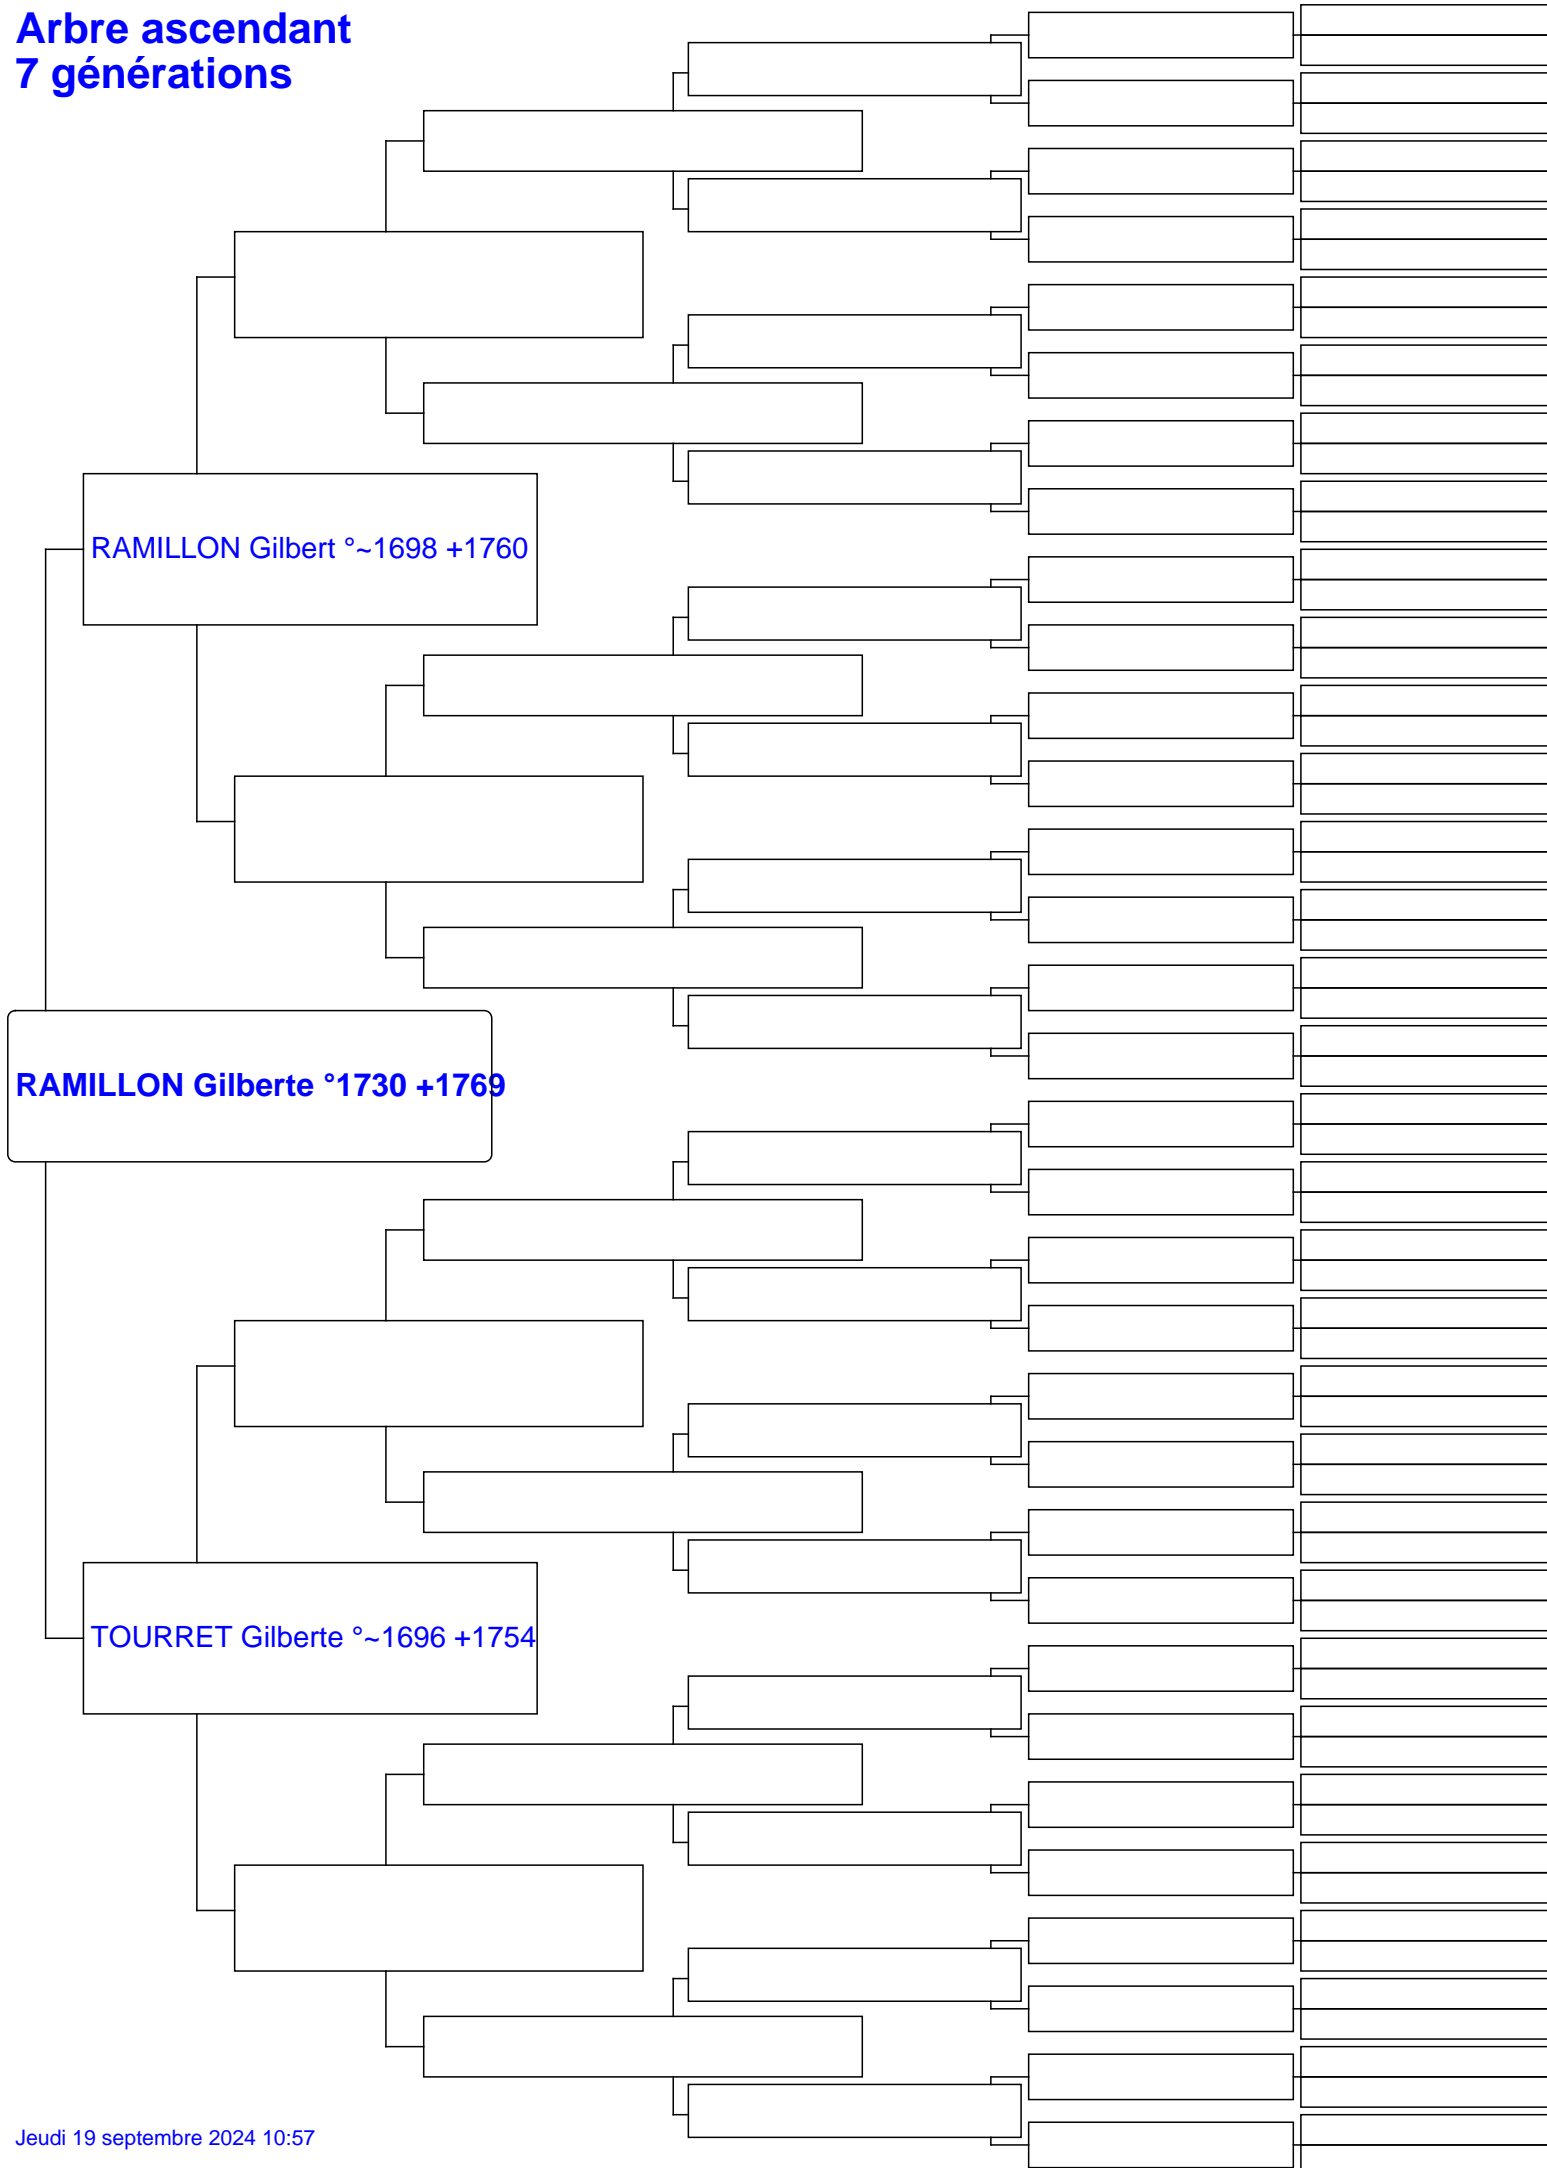 Arbre ascendant
7 générations
RAMILLON Gilbert °~1698 +1760
RAMILLON Gilberte °1730 +1769
TOURRET Gilberte °~1696 +1754
Jeudi 19 septembre 2024 10:57